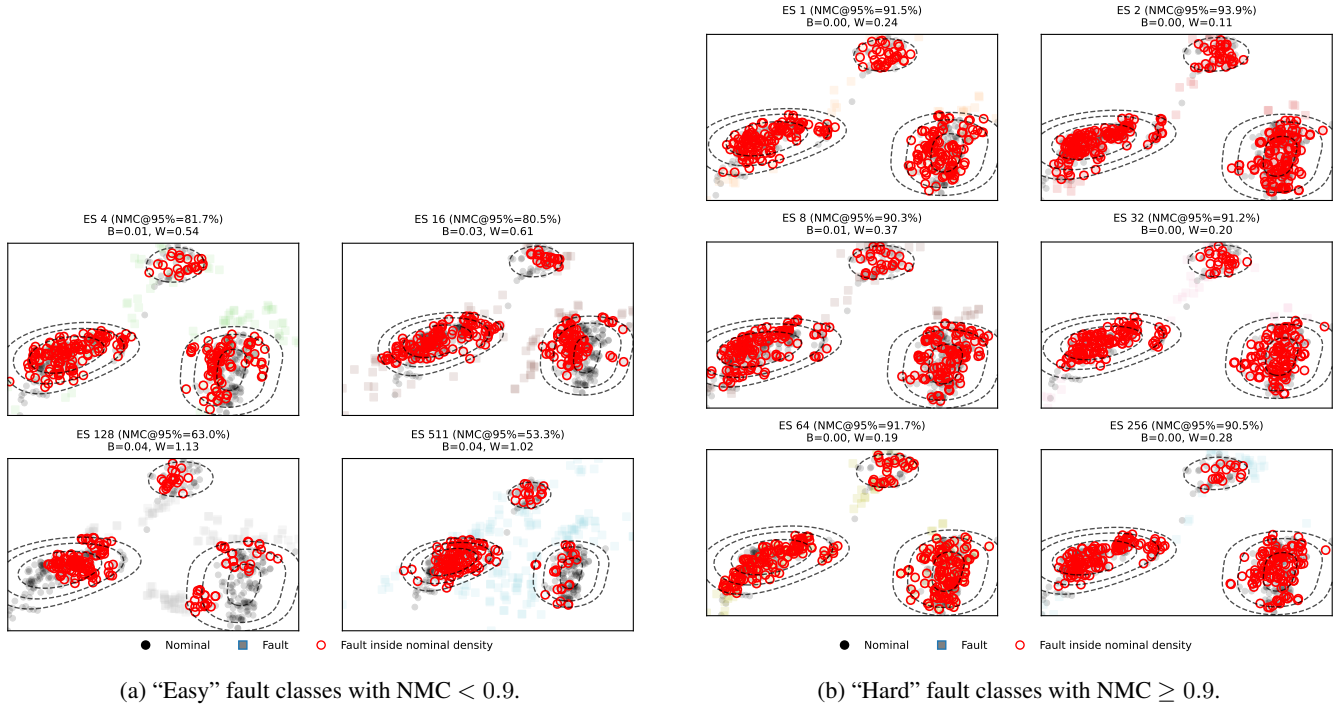 ES 4 (NMC@95%=81.7%)
B=0.01, W=0.54
ES 16 (NMC@95%=80.5%)
B=0.03, W=0.61
ES 128 (NMC@95%=63.0%)
B=0.04, W=1.13
ES 511 (NMC@95%=53.3%)
B=0.04, W=1.02
Nominal
Fault
Fault inside nominal density
(a) “Easy” fault classes with NMC < 0.9.
ES 1 (NMC@95%=91.5%)
B=0.00, W=0.24
ES 2 (NMC@95%=93.9%)
B=0.00, W=0.11
ES 8 (NMC@95%=90.3%)
B=0.01, W=0.37
ES 32 (NMC@95%=91.2%)
B=0.00, W=0.20
ES 64 (NMC@95%=91.7%)
B=0.00, W=0.19
ES 256 (NMC@95%=90.5%)
B=0.00, W=0.28
Nominal
Fault
Fault inside nominal density
(b) “Hard” fault classes with NMC ≥ 0.9.